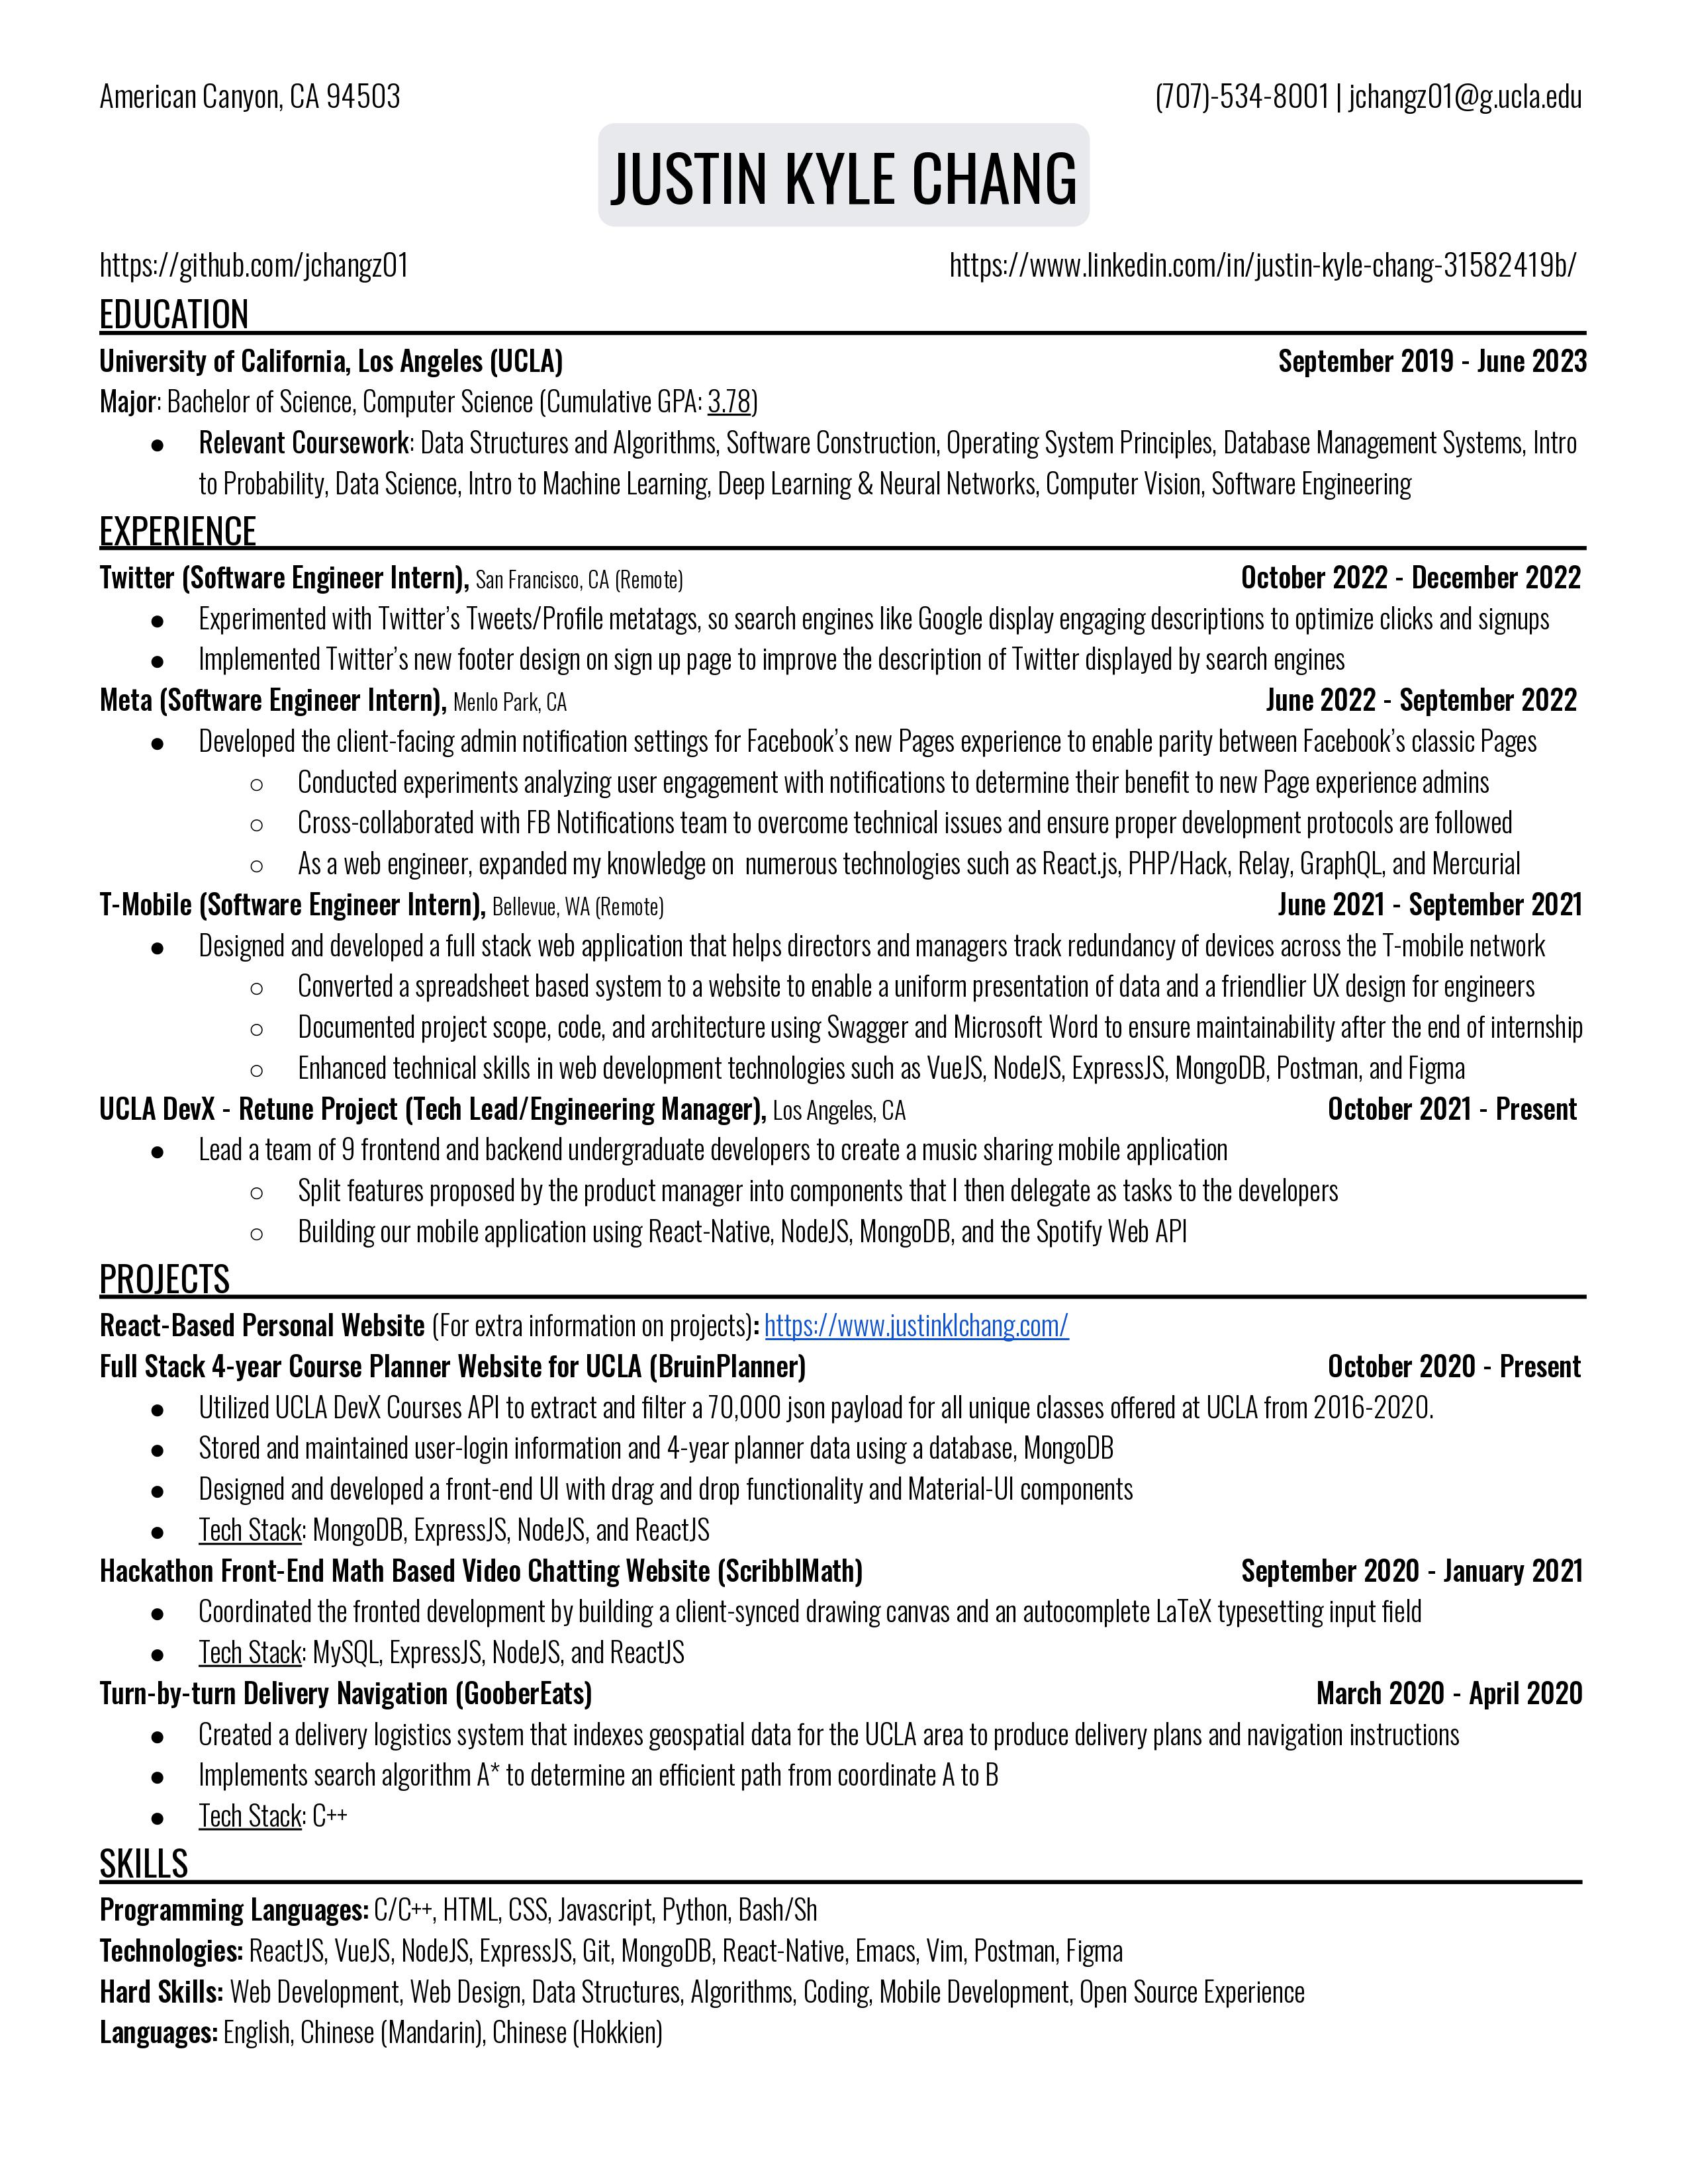 American Canyon, CA 94503 (707)-534-8001 | jchangz01@g.ucla.edu
JUSTIN KYLE CHANG
https://github.com/jchangz01 https://www.linkedin.com/in/justin-kyle-chang-31582419b/
EDUCATION
University of California, Los Angeles (UCLA) September 2019 - June 2023
Major: Bachelor of Science, Computer Science (Cumulative GPA: 3.78)
● Relevant Coursework: Data Structures and Algorithms, Software Construction, Operating System Principles, Database Management Systems, Intro
to Probability, Data Science, Intro to Machine Learning, Deep Learning & Neural Networks, Computer Vision, Software Engineering
EXPERIENCE
Twitter (Software Engineer Intern), San Francisco, CA (Remote) October 2022 - December 2022
● Experimented with Twitter’s Tweets/Profile metatags, so search engines like Google display engaging descriptions to optimize clicks and signups
● Implemented Twitter’s new footer design on sign up page to improve the description of Twitter displayed by search engines
Meta (Software Engineer Intern), Menlo Park, CA June 2022 - September 2022
● Developed the client-facing admin notification settings for Facebook’s new Pages experience to enable parity between Facebook’s classic Pages
○ Conducted experiments analyzing user engagement with notifications to determine their benefit to new Page experience admins
○ Cross-collaborated with FB Notifications team to overcome technical issues and ensure proper development protocols are followed
○ As a web engineer, expanded my knowledge on numerous technologies such as React.js, PHP/Hack, Relay, GraphQL, and Mercurial
T-Mobile (Software Engineer Intern), Bellevue, WA (Remote) June 2021 - September 2021
● Designed and developed a full stack web application that helps directors and managers track redundancy of devices across the T-mobile network
○ Converted a spreadsheet based system to a website to enable a uniform presentation of data and a friendlier UX design for engineers
○ Documented project scope, code, and architecture using Swagger and Microsoft Word to ensure maintainability after the end of internship
○ Enhanced technical skills in web development technologies such as VueJS, NodeJS, ExpressJS, MongoDB, Postman, and Figma
UCLA DevX - Retune Project (Tech Lead/Engineering Manager), Los Angeles, CA October 2021 - Present
● Lead a team of 9 frontend and backend undergraduate developers to create a music sharing mobile application
○ Split features proposed by the product manager into components that I then delegate as tasks to the developers
○ Building our mobile application using React-Native, NodeJS, MongoDB, and the Spotify Web API
PROJECTS
React-Based Personal Website (For extra information on projects): https://www.justinklchang.com/
Full Stack 4-year Course Planner Website for UCLA (BruinPlanner) October 2020 - Present
● Utilized UCLA DevX Courses API to extract and filter a 70,000 json payload for all unique classes offered at UCLA from 2016-2020.
● Stored and maintained user-login information and 4-year planner data using a database, MongoDB
● Designed and developed a front-end UI with drag and drop functionality and Material-UI components
● Tech Stack: MongoDB, ExpressJS, NodeJS, and ReactJS
Hackathon Front-End Math Based Video Chatting Website (ScribblMath) September 2020 - January 2021
● Coordinated the fronted development by building a client-synced drawing canvas and an autocomplete LaTeX typesetting input field
● Tech Stack: MySQL, ExpressJS, NodeJS, and ReactJS
Turn-by-turn Delivery Navigation (GooberEats) March 2020 - April 2020
● Created a delivery logistics system that indexes geospatial data for the UCLA area to produce delivery plans and navigation instructions
● Implements search algorithm A* to determine an efficient path from coordinate A to B
● Tech Stack: C++
SKILLS
Programming Languages: C/C++, HTML, CSS, Javascript, Python, Bash/Sh
Technologies: ReactJS, VueJS, NodeJS, ExpressJS, Git, MongoDB, React-Native, Emacs, Vim, Postman, Figma
Hard Skills: Web Development, Web Design, Data Structures, Algorithms, Coding, Mobile Development, Open Source Experience
Languages: English, Chinese (Mandarin), Chinese (Hokkien)